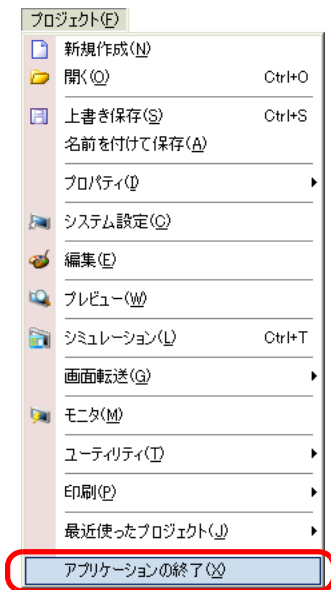 プロジェクト(F)
新規作成(N)
開く(O) Ctrl+O
上書き保存(S) Ctrl+S
名前を付けて保存(A)
プロパティ(I)
システム設定(C)
編集(E)
プレビュー(W)
シミュレーション(L) Ctrl+T
画面転送(G)
モニタ(M)
ユーティリティ(T)
印刷(P)
最近使ったプロジェクト(J)
アプリケーションの終了(X)